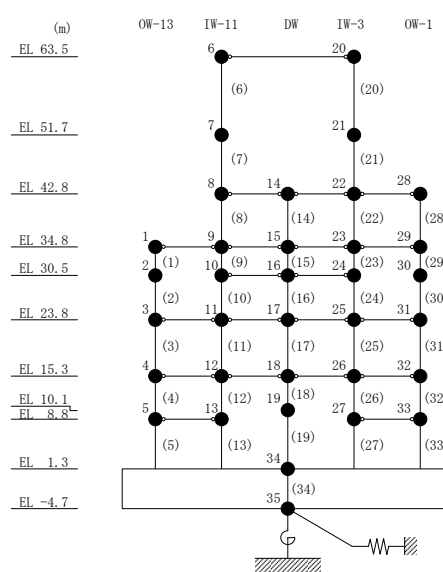 (m) OW-13 IW-11 DW IW-3 OW-1
EL 63.5 6 20
(6) (20)
EL 51.7 7 21
(7) (21)
EL 42.8 8 14 22 28
(8) (14) (22) (28
EL 34.8 1 9 15 23 29
(1) (9) (15) (23) (29
EL 30.5 2 10 16 24 30
(2) (10) (16) (24) (30
EL 23.8 3 11 17 25 31
(3) (11) (17) (25) (31
EL 15.3 4 12 18 26 32
(4) (12) (18) (26) (32
EL 10.1 19
EL 8.8 5 13 27 33
(5) (13) (19) (27) (33
EL 1.3 34
(34)
EL -4.7 35